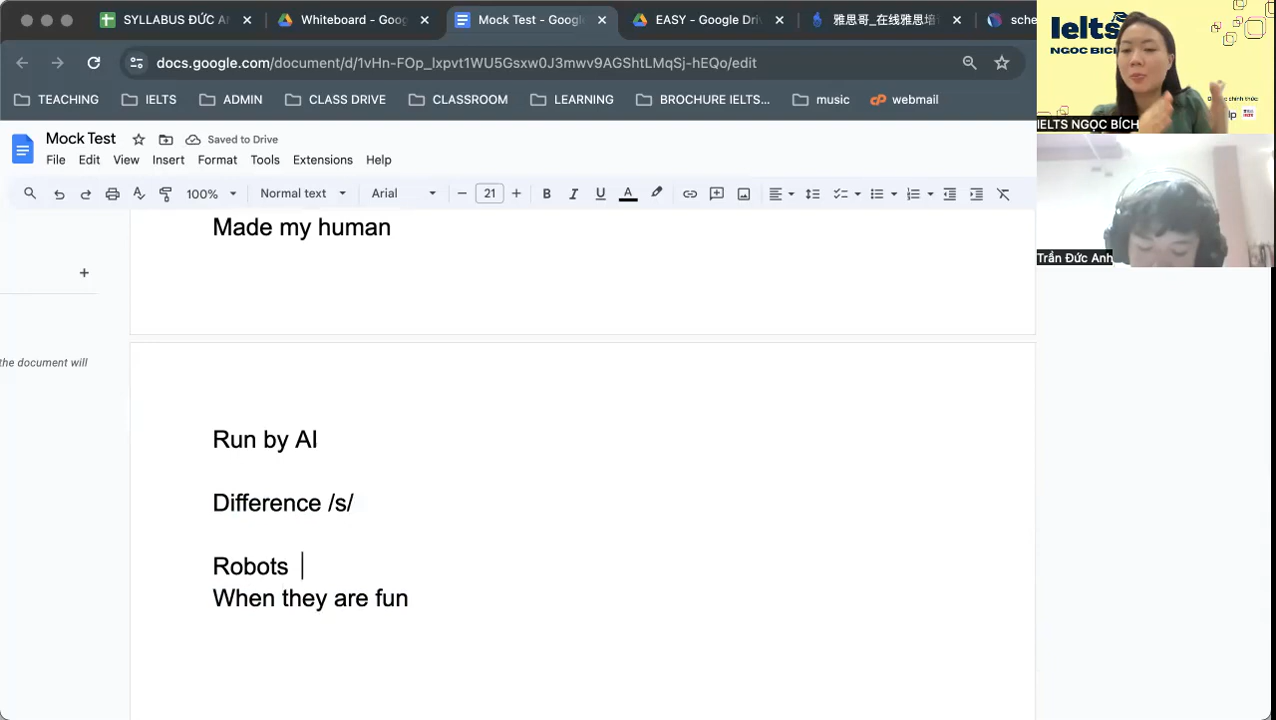 SYLLABUS ĐỨC A
Whiteboard - Goo
Mock Test - Goog
EASY - Google Dri
雅思哥_在线雅思培
sche
docs.google.com/document/d/1vHn-FOp_lxpvt1WU5Gsxw0J3mwv9AGShtLMqSj-hEQo/edit
TEACHING
IELTS
ADMIN
CLASS DRIVE
CLASSROOM
LEARNING
BROCHURE IELTS...
music
webmail
Ielts
NGOC BICH
IELTS NGỌC BÍCH
Mock Test
Saved to Drive
File Edit View Insert Format Tools Extensions Help
100% Normal text Arial 21
Made my human
the document will
Run by AI
Difference /s/
Robots
When they are fun
Trần Đức Anh